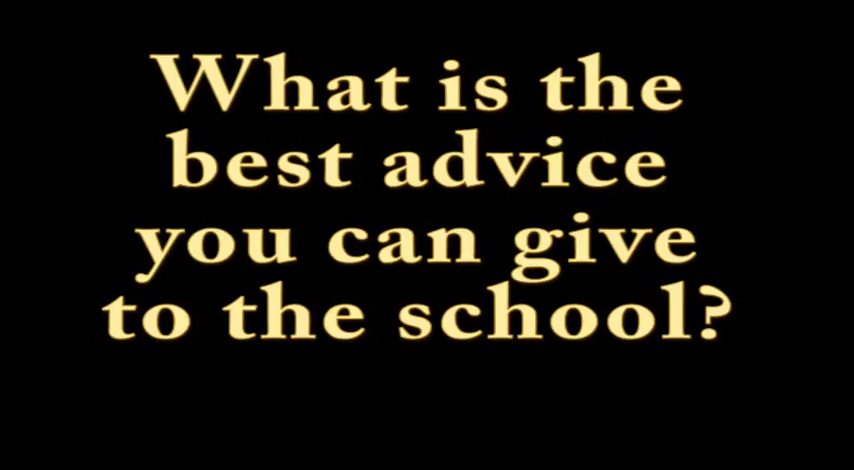 What is the
best advice
you can give
to the school?